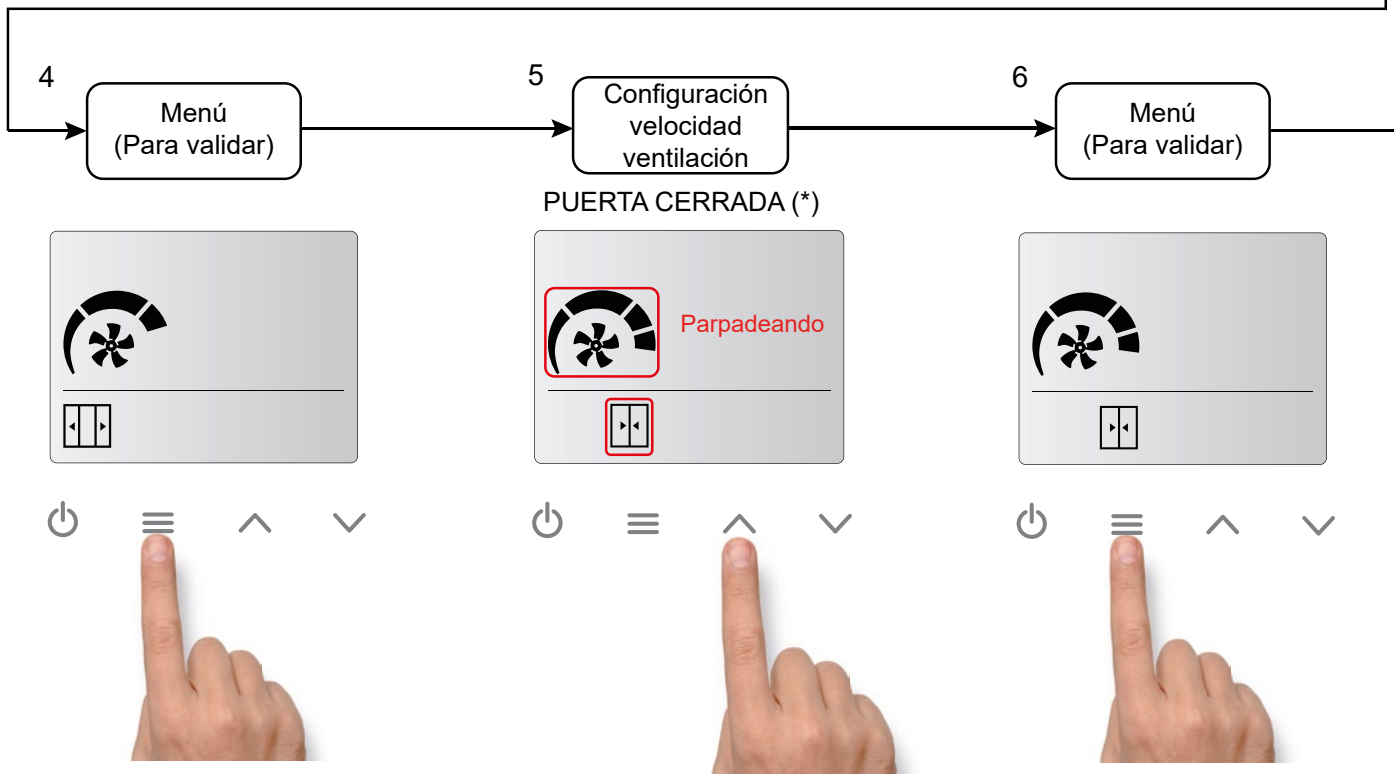 4
Menú
(Para validar)
5
Configuración
velocidad
ventilación
6
Menú
(Para validar)
PUERTA CERRADA (*)
Parpadeando